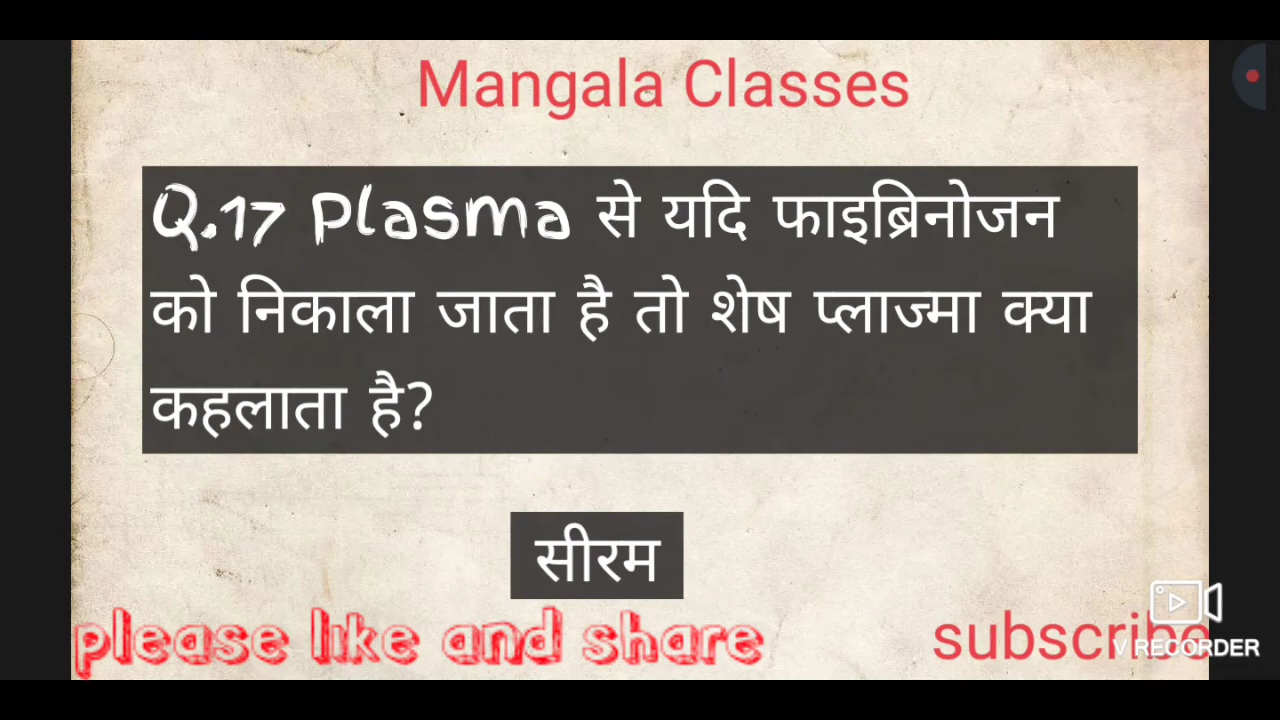 Mangala Classes
Q.17 Plasma से यदि फाइब्रिनोजन
को निकाला जाता है तो शेष प्लाज्मा क्या
कहलाता है?
सीरम
please like and share
subscribe
V RECORDER